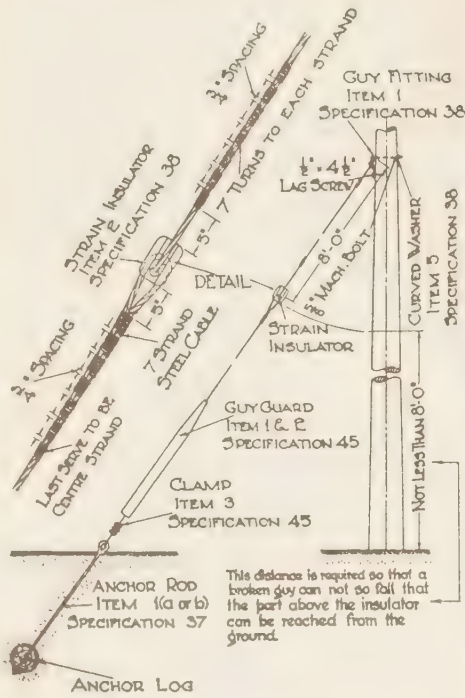 3/4" SPACING
7 TURNS TO EACH STRAND
STRAIN INSULATOR
ITEM 2
SPECIFICATION 38
5"
5"
DETAIL
3/4" SPACING
7 STRAND
STEEL CABLE
LAST SERVE TO BE
CENTRE STRAND
GUY FITTING
ITEM 1
SPECIFICATION 38
1/2" × 4 1/2"
LAG SCREW
8'-0"
5/8" MACH. BOLT
CURVED WASHER
ITEM 5
SPECIFICATION 38
STRAIN
INSULATOR
GUY GUARD
ITEM 1 & 2
SPECIFICATION 45
NOT LESS THAN 8'-0"
CLAMP
ITEM 3
SPECIFICATION 45
ANCHOR ROD
ITEM 1(a or b)
SPECIFICATION 37
This distance is required so that a
broken guy can not so fall that
the part above the insulator
can be reached from the
ground.
ANCHOR LOG